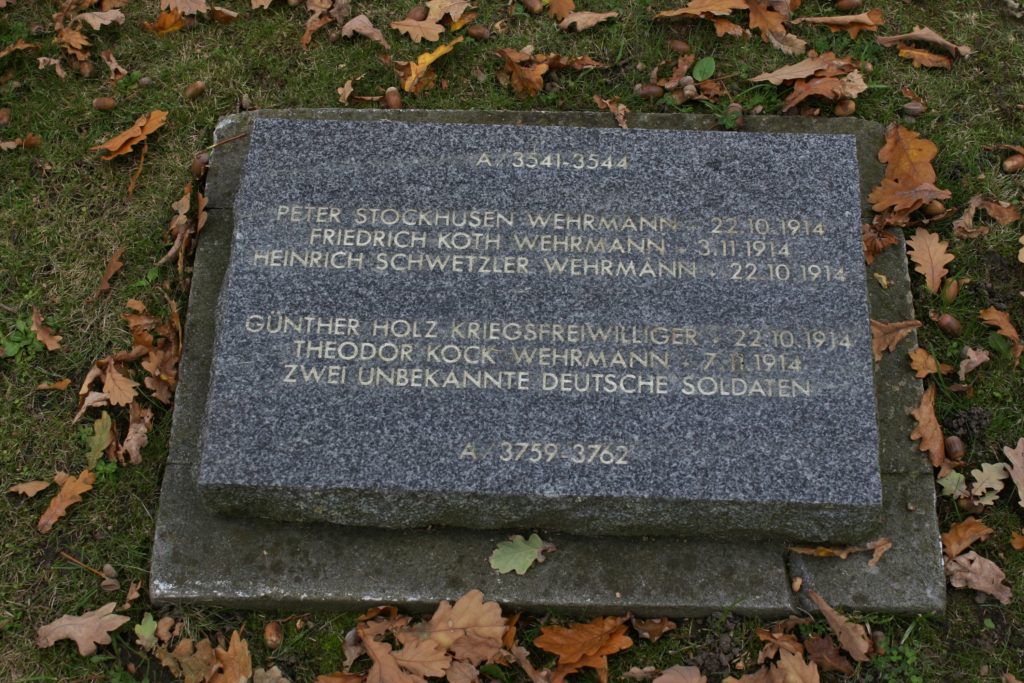 A / 3541-3544
PETER STOCKHUSEN WEHRMANN - 22.10.1914
FRIEDRICH KOTH WEHRMANN - 3.11.1914
HEINRICH SCHWETZLER WEHRMANN - 22.10.1914
GÜNTHER HOLZ KRIEGSFREIWILLIGER - 22.10.1914
THEODOR KOCK WEHRMANN - 7.11.1914
ZWEI UNBEKANNTE DEUTSCHE SOLDATEN
A / 3759-3762